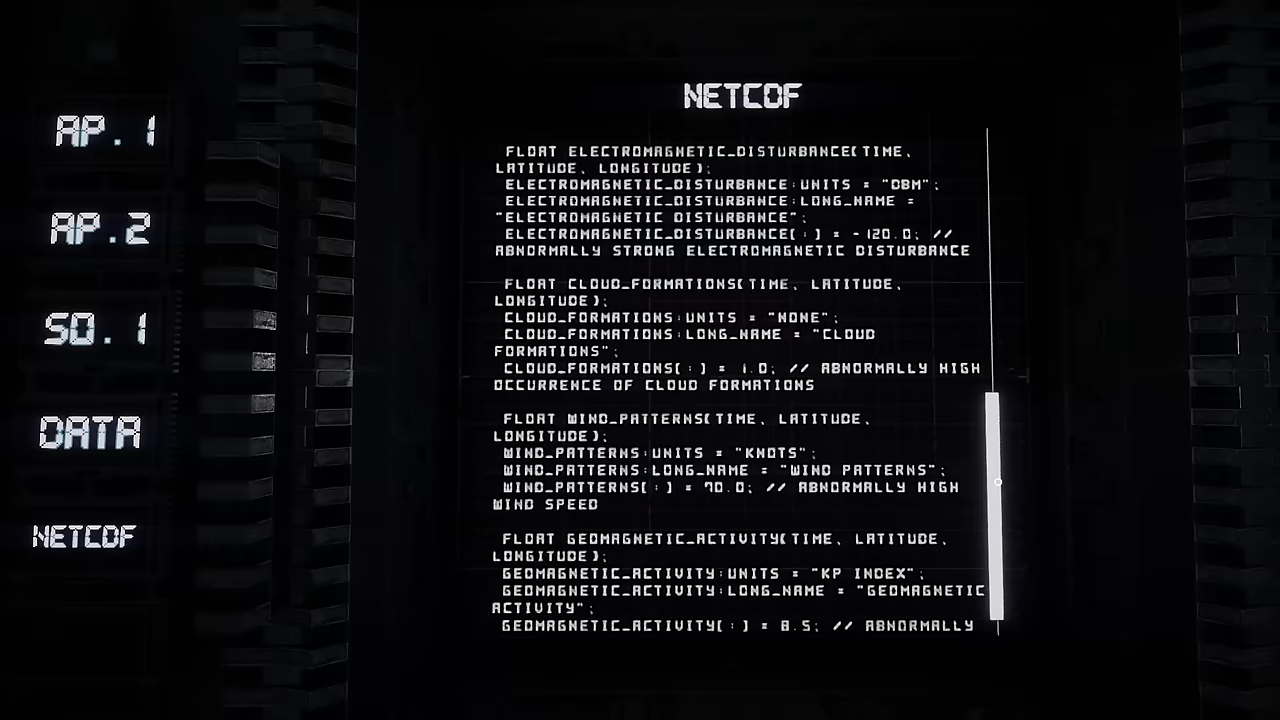 NETCDF
AP.1
AP.2
SO.1
DATA
NETCDF
FLOAT ELECTROMAGNETIC_DISTURBANCE(TIME,
LATITUDE, LONGITUDE);
ELECTROMAGNETIC_DISTURBANCE:UNITS = "DBM";
ELECTROMAGNETIC_DISTURBANCE:LONG_NAME =
"ELECTROMAGNETIC DISTURBANCE";
ELECTROMAGNETIC_DISTURBANCE(:) = -120.0; //
ABNORMALLY STRONG ELECTROMAGNETIC DISTURBANCE
FLOAT CLOUD_FORMATIONS(TIME, LATITUDE,
LONGITUDE);
CLOUD_FORMATIONS:UNITS = "NONE";
CLOUD_FORMATIONS:LONG_NAME = "CLOUD
FORMATIONS";
CLOUD_FORMATIONS(:) = 1.0; // ABNORMALLY HIGH
OCCURRENCE OF CLOUD FORMATIONS
FLOAT WIND_PATTERNS(TIME, LATITUDE,
LONGITUDE);
WIND_PATTERNS:UNITS = "KNOTS";
WIND_PATTERNS:LONG_NAME = "WIND PATTERNS";
WIND_PATTERNS(:) = 70.0; // ABNORMALLY HIGH
WIND SPEED
FLOAT GEOMAGNETIC_ACTIVITY(TIME, LATITUDE,
LONGITUDE);
GEOMAGNETIC_ACTIVITY:UNITS = "KP INDEX";
GEOMAGNETIC_ACTIVITY:LONG_NAME = "GEOMAGNETIC
ACTIVITY";
GEOMAGNETIC_ACTIVITY(:) = 8.5; // ABNORMALLY